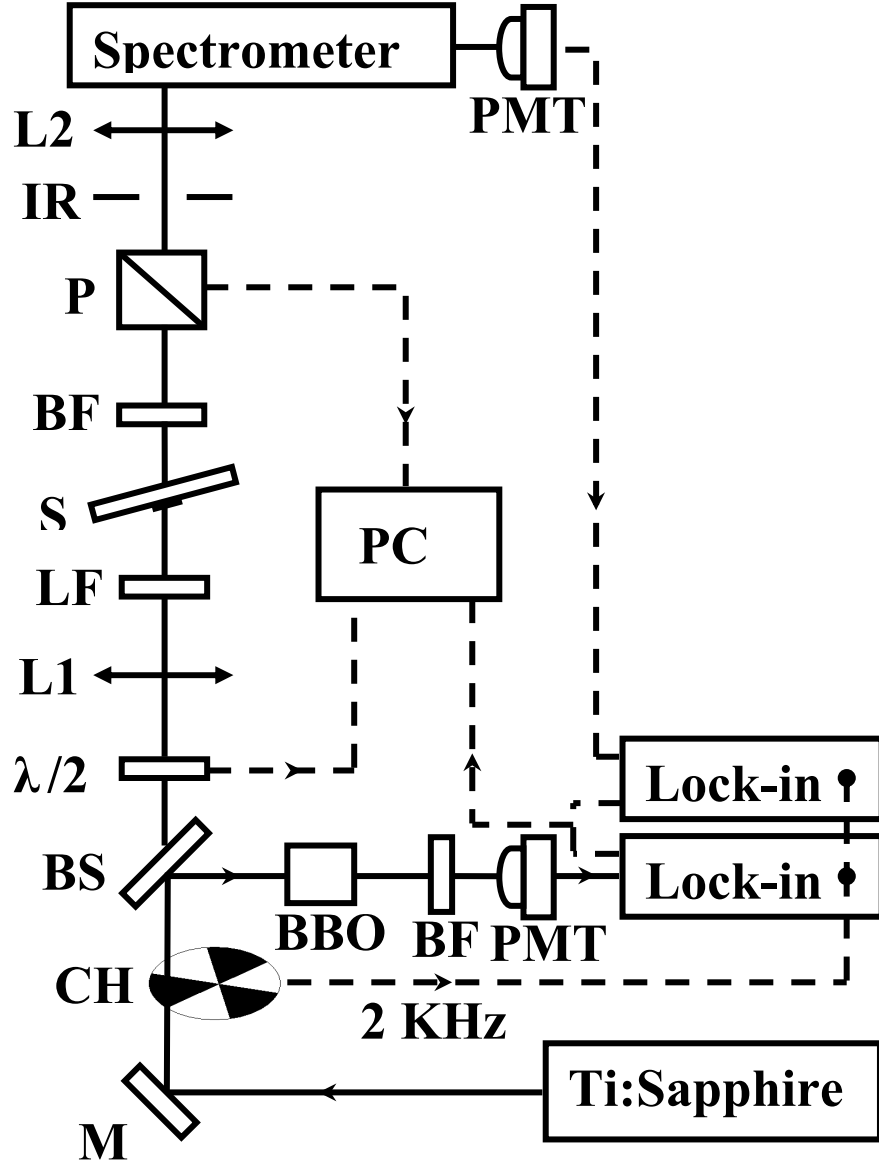 Spectrometer
PMT
L2
IR
P
BF
S
PC
LF
L1
λ/2
Lock-in
BS
Lock-in
BBO
BF
PMT
CH
2 KHz
Ti:Sapphire
M